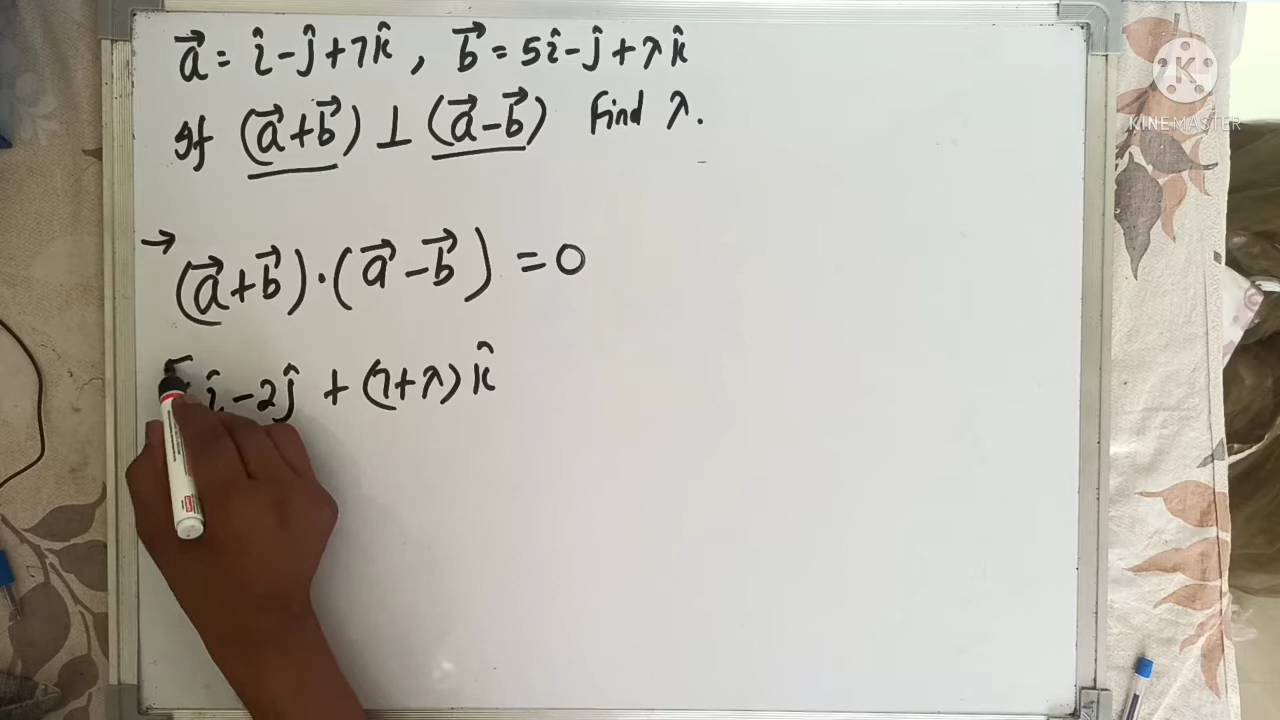 a⃗ = î - ĵ + 7k̂ , b⃗ = 5î - ĵ + λk̂
If (a⃗ + b⃗) ⊥ (a⃗ - b⃗) Find λ.
K
KINEMASTER
→ (a⃗ + b⃗) · (a⃗ - b⃗) = 0
î - 2ĵ + (7+λ) k̂